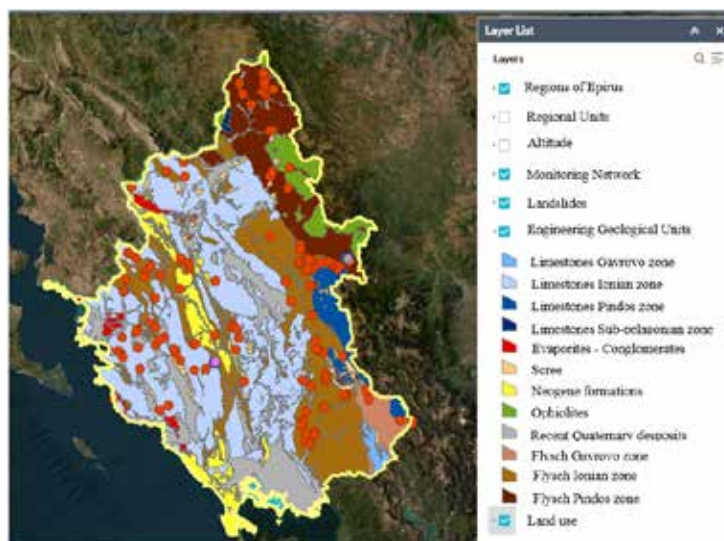 Layer List
Layers
Regions of Epirus
Regional Units
Altitude
Monitoring Network
Landslides
Engineering Geological Units
Limestones Gavrovo zone
Limestones Ionian zone
Limestones Pindos zone
Limestones Sub-pelagonian zone
Evaporites - Conglomerates
Scree
Neogene formations
Ophiolites
Recent Quaternary deposits
Flysch Gavrovo zone
Flysch Ionian zone
Flysch Pindos zone
Land use